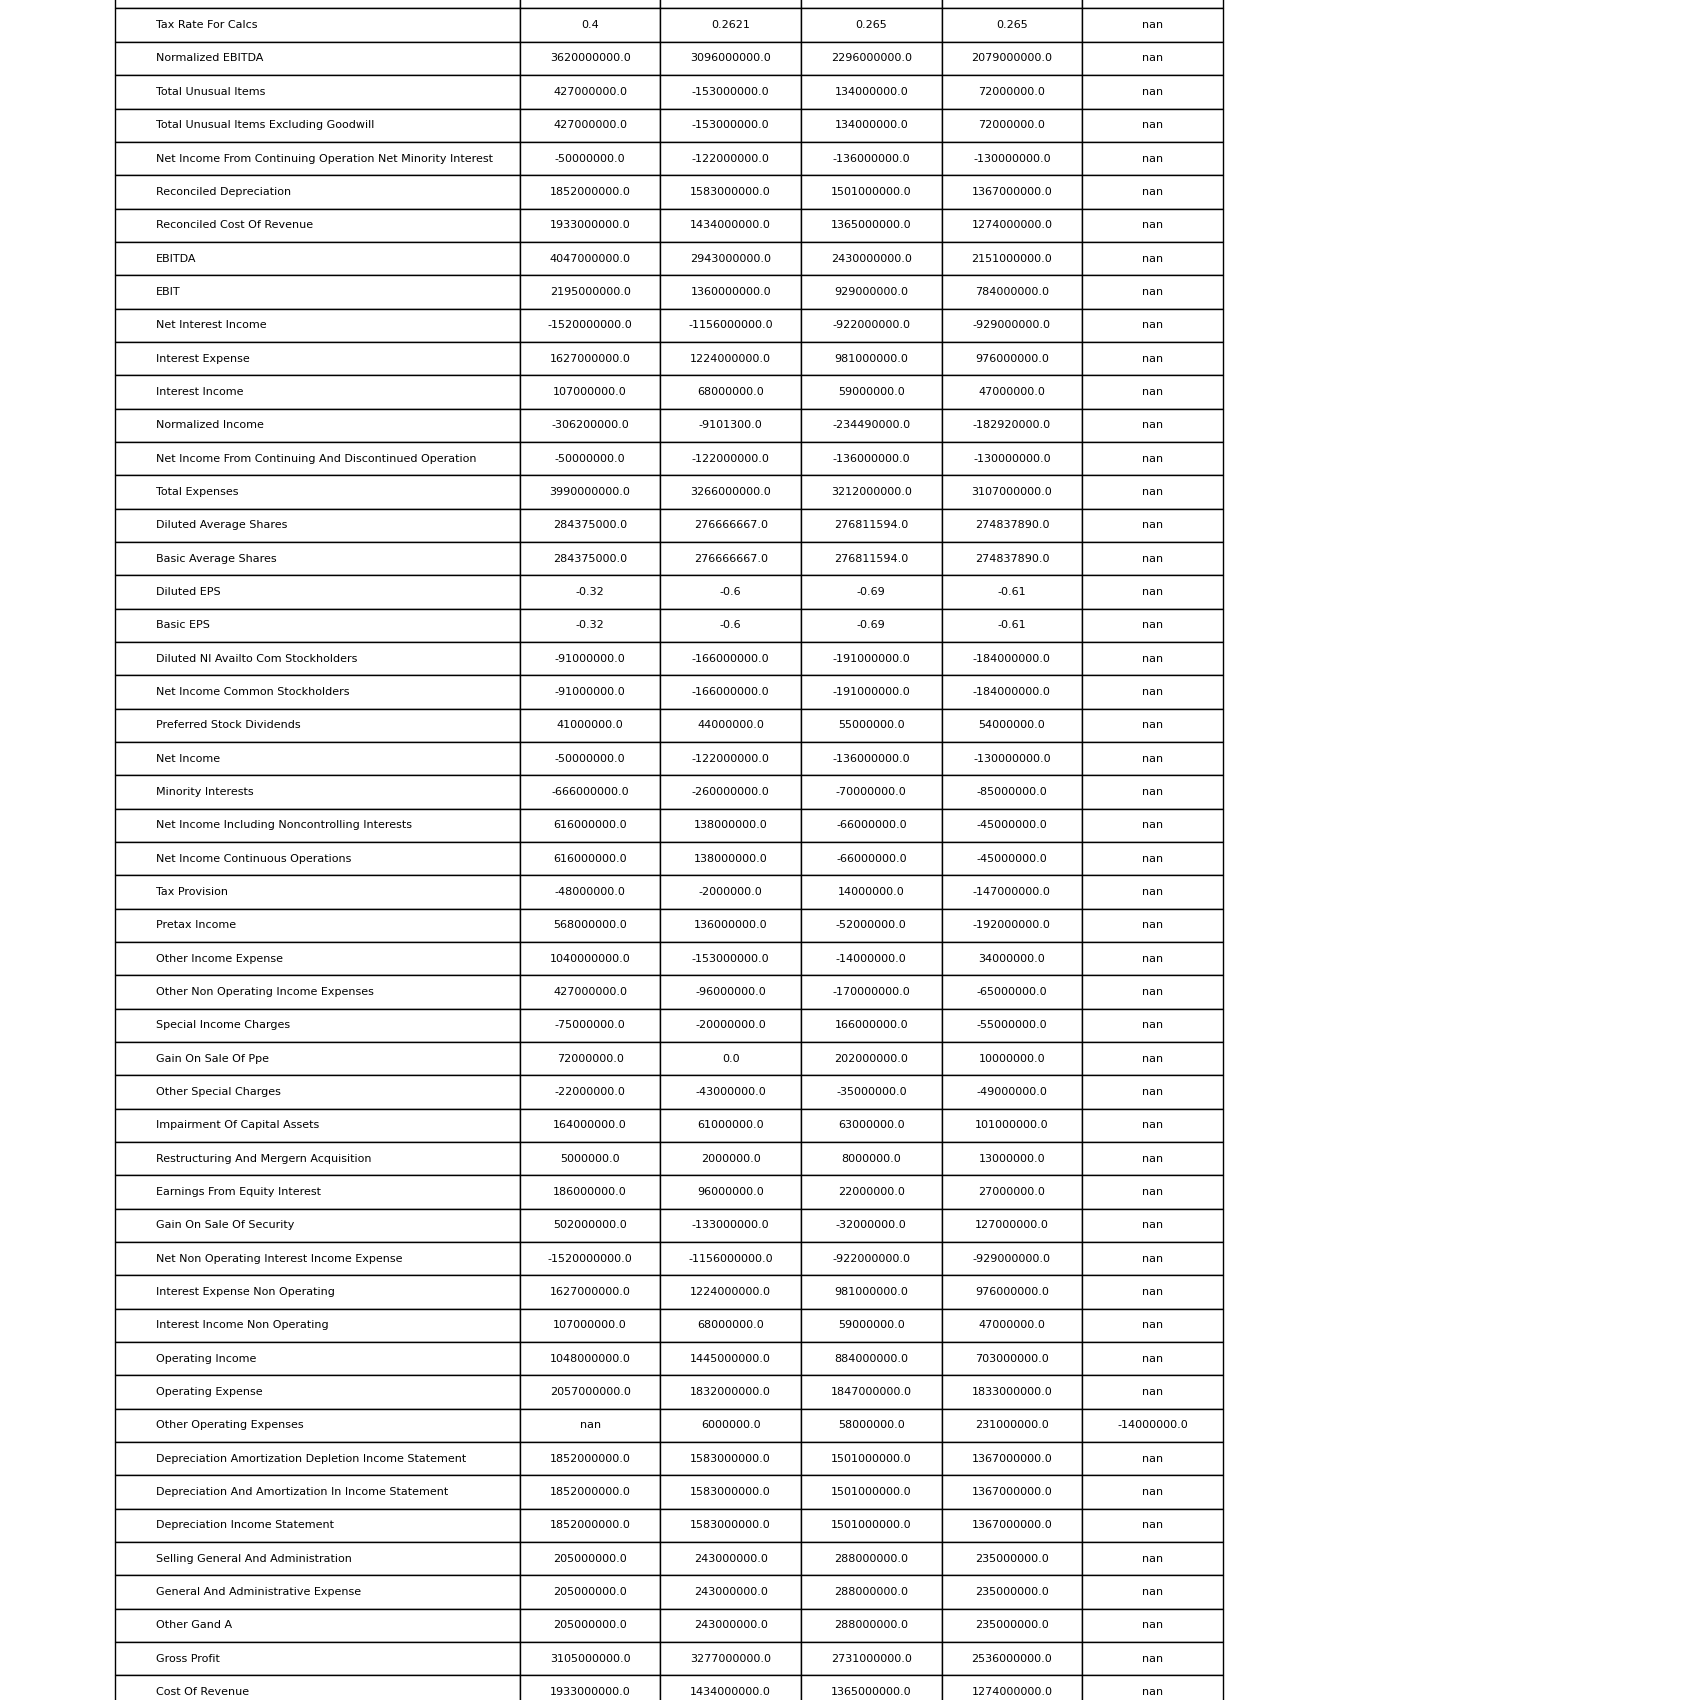 Tax Rate For Calcs 0.4 0.2621 0.265 0.265 nan
Normalized EBITDA 3620000000.0 3096000000.0 2296000000.0 2079000000.0 nan
Total Unusual Items 427000000.0 -153000000.0 134000000.0 72000000.0 nan
Total Unusual Items Excluding Goodwill 427000000.0 -153000000.0 134000000.0 72000000.0 nan
Net Income From Continuing Operation Net Minority Interest -50000000.0 -122000000.0 -136000000.0 -130000000.0 nan
Reconciled Depreciation 1852000000.0 1583000000.0 1501000000.0 1367000000.0 nan
Reconciled Cost Of Revenue 1933000000.0 1434000000.0 1365000000.0 1274000000.0 nan
EBITDA 4047000000.0 2943000000.0 2430000000.0 2151000000.0 nan
EBIT 2195000000.0 1360000000.0 929000000.0 784000000.0 nan
Net Interest Income -1520000000.0 -1156000000.0 -922000000.0 -929000000.0 nan
Interest Expense 1627000000.0 1224000000.0 981000000.0 976000000.0 nan
Interest Income 107000000.0 68000000.0 59000000.0 47000000.0 nan
Normalized Income -306200000.0 -9101300.0 -234490000.0 -182920000.0 nan
Net Income From Continuing And Discontinued Operation -50000000.0 -122000000.0 -136000000.0 -130000000.0 nan
Total Expenses 3990000000.0 3266000000.0 3212000000.0 3107000000.0 nan
Diluted Average Shares 284375000.0 276666667.0 276811594.0 274837890.0 nan
Basic Average Shares 284375000.0 276666667.0 276811594.0 274837890.0 nan
Diluted EPS -0.32 -0.6 -0.69 -0.61 nan
Basic EPS -0.32 -0.6 -0.69 -0.61 nan
Diluted NI Availto Com Stockholders -91000000.0 -166000000.0 -191000000.0 -184000000.0 nan
Net Income Common Stockholders -91000000.0 -166000000.0 -191000000.0 -184000000.0 nan
Preferred Stock Dividends 41000000.0 44000000.0 55000000.0 54000000.0 nan
Net Income -50000000.0 -122000000.0 -136000000.0 -130000000.0 nan
Minority Interests -666000000.0 -260000000.0 -70000000.0 -85000000.0 nan
Net Income Including Noncontrolling Interests 616000000.0 138000000.0 -66000000.0 -45000000.0 nan
Net Income Continuous Operations 616000000.0 138000000.0 -66000000.0 -45000000.0 nan
Tax Provision -48000000.0 -2000000.0 14000000.0 -147000000.0 nan
Pretax Income 568000000.0 136000000.0 -52000000.0 -192000000.0 nan
Other Income Expense 1040000000.0 -153000000.0 -14000000.0 34000000.0 nan
Other Non Operating Income Expenses 427000000.0 -96000000.0 -170000000.0 -65000000.0 nan
Special Income Charges -75000000.0 -20000000.0 166000000.0 -55000000.0 nan
Gain On Sale Of Ppe 72000000.0 0.0 202000000.0 10000000.0 nan
Other Special Charges -22000000.0 -43000000.0 -35000000.0 -49000000.0 nan
Impairment Of Capital Assets 164000000.0 61000000.0 63000000.0 101000000.0 nan
Restructuring And Mergern Acquisition 5000000.0 2000000.0 8000000.0 13000000.0 nan
Earnings From Equity Interest 186000000.0 96000000.0 22000000.0 27000000.0 nan
Gain On Sale Of Security 502000000.0 -133000000.0 -32000000.0 127000000.0 nan
Net Non Operating Interest Income Expense -1520000000.0 -1156000000.0 -922000000.0 -929000000.0 nan
Interest Expense Non Operating 1627000000.0 1224000000.0 981000000.0 976000000.0 nan
Interest Income Non Operating 107000000.0 68000000.0 59000000.0 47000000.0 nan
Operating Income 1048000000.0 1445000000.0 884000000.0 703000000.0 nan
Operating Expense 2057000000.0 1832000000.0 1847000000.0 1833000000.0 nan
Other Operating Expenses nan 6000000.0 58000000.0 231000000.0 -14000000.0
Depreciation Amortization Depletion Income Statement 1852000000.0 1583000000.0 1501000000.0 1367000000.0 nan
Depreciation And Amortization In Income Statement 1852000000.0 1583000000.0 1501000000.0 1367000000.0 nan
Depreciation Income Statement 1852000000.0 1583000000.0 1501000000.0 1367000000.0 nan
Selling General And Administration 205000000.0 243000000.0 288000000.0 235000000.0 nan
General And Administrative Expense 205000000.0 243000000.0 288000000.0 235000000.0 nan
Other Gand A 205000000.0 243000000.0 288000000.0 235000000.0 nan
Gross Profit 3105000000.0 3277000000.0 2731000000.0 2536000000.0 nan
Cost Of Revenue 1933000000.0 1434000000.0 1365000000.0 1274000000.0 nan